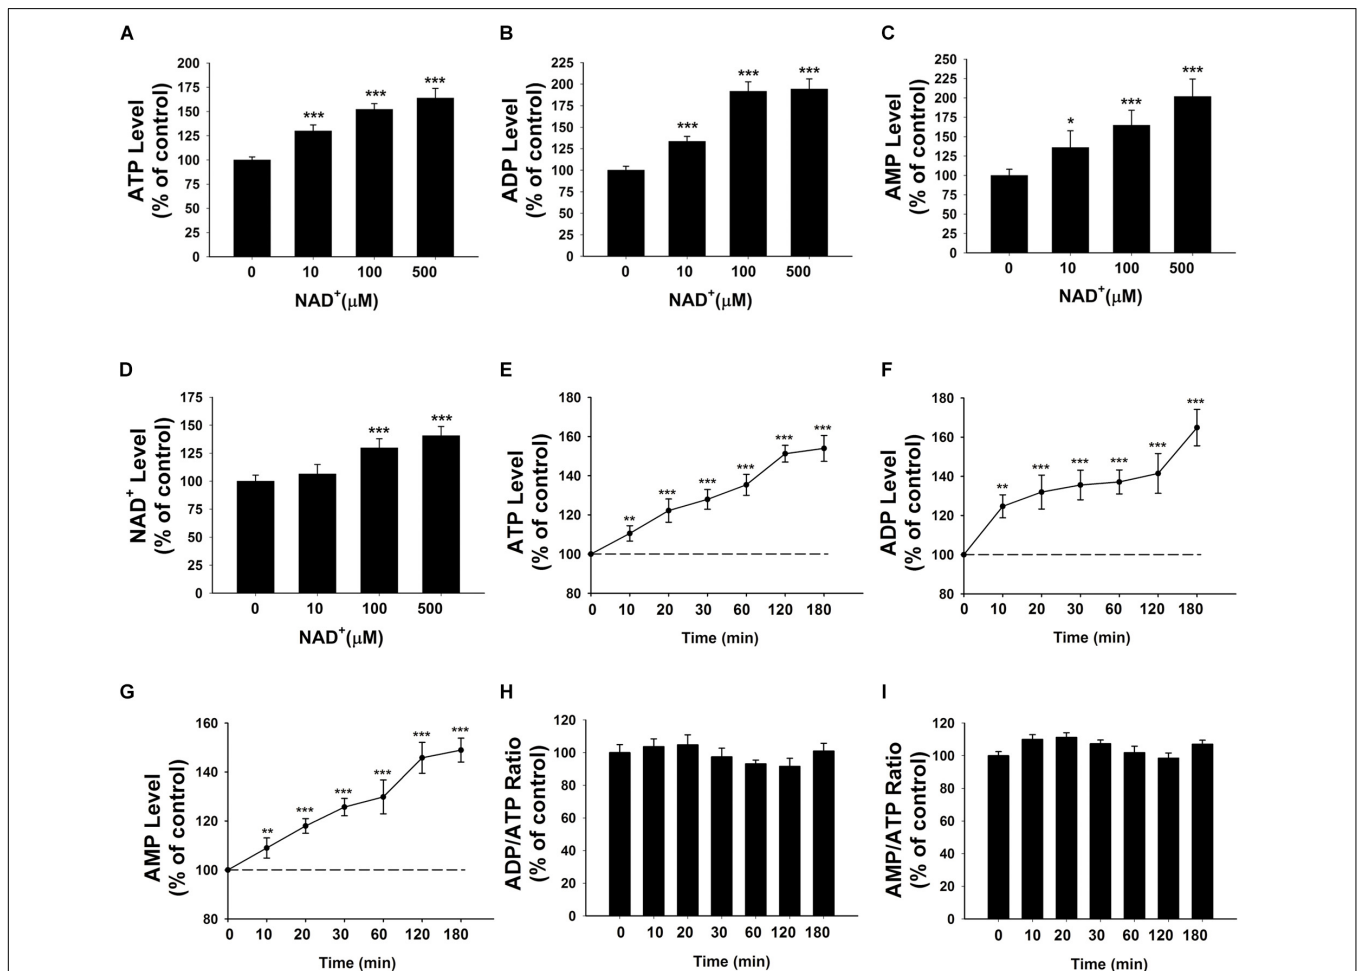 A
ATP Level
(% of control)
200
175
150
125
100
75
50
25
0
***
***
***
0 10 100 500
NAD+(μM)
B
ADP Level
(% of control)
225
200
175
150
125
100
75
50
25
0
***
***
***
0 10 100 500
NAD+(μM)
C
AMP Level
(% of control)
250
225
200
175
150
125
100
75
50
25
0
*
***
***
0 10 100 500
NAD+(μM)
D
NAD+ Level
(% of control)
175
150
125
100
75
50
25
0
***
***
0 10 100 500
NAD+(μM)
E
ATP Level
(% of control)
180
160
140
120
100
80
**
***
***
***
***
***
0 10 20 30 60 120 180
Time (min)
F
ADP Level
(% of control)
180
160
140
120
100
80
**
***
***
***
***
***
0 10 20 30 60 120 180
Time (min)
G
AMP Level
(% of control)
160
140
120
100
80
**
***
***
***
***
***
0 10 20 30 60 120 180
Time (min)
H
ADP/ATP Ratio
(% of control)
120
100
80
60
40
20
0
0 10 20 30 60 120 180
Time (min)
I
AMP/ATP Ratio
(% of control)
120
100
80
60
40
20
0
0 10 20 30 60 120 180
Time (min)